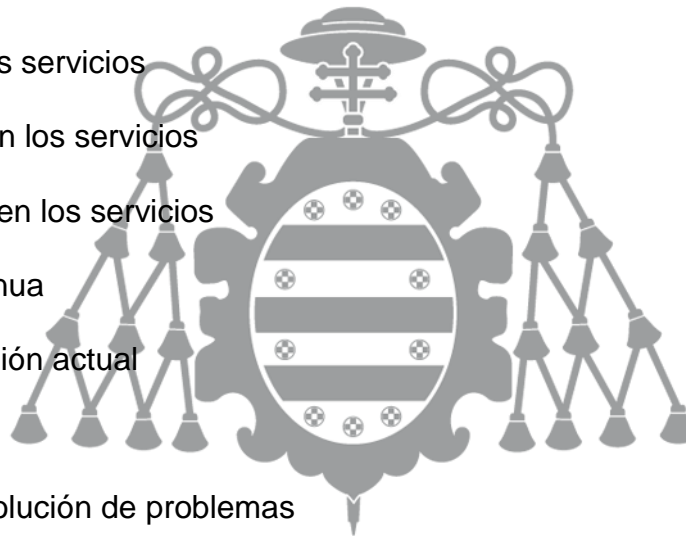 s servicios
n los servicios
en los servicios
nua
ión actual
olución de problemas